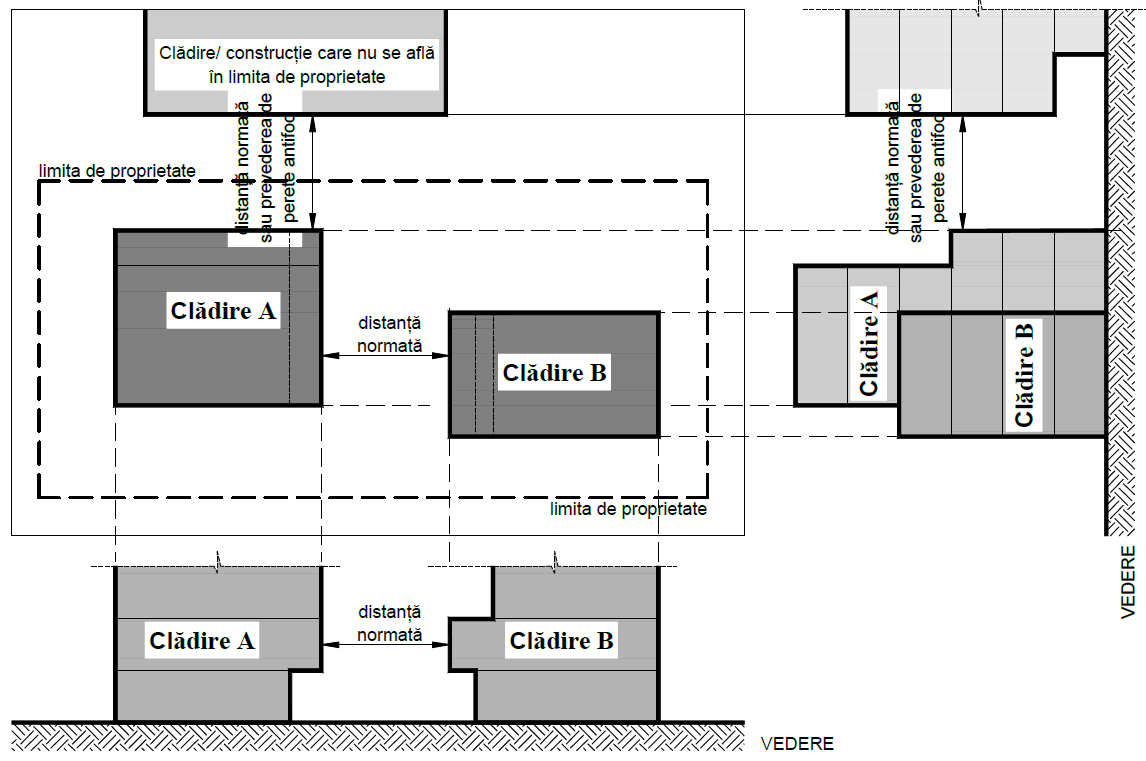 Clădire/ construcție care nu se află
în limita de proprietate
distanță normată
sau prevederea de
perete antifoc
distanță normată
sau prevederea de
perete antifoc
limita de proprietate
Clădire A
distanță
normată
Clădire B
Clădire A
Clădire B
limita de proprietate
VEDERE
distanță
normată
Clădire A
Clădire B
VEDERE